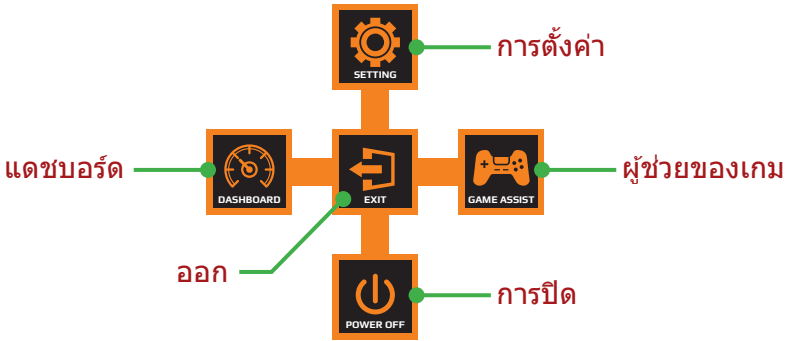 การตั้งค่า
SETTING
แดชบอร์ด
DASHBOARD
EXIT
GAME ASSIST
ผู้ช่วยของเกม
ออก
POWER OFF
การปิด